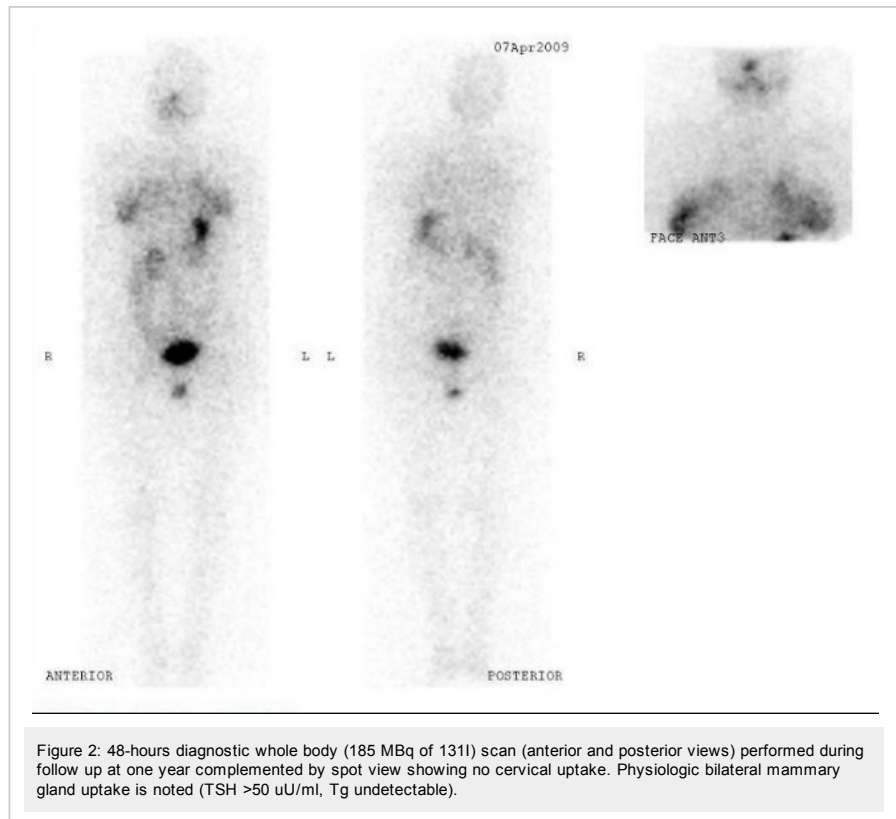 07Apr2009
FACE ANT3
R
L L
R
ANTERIOR
POSTERIOR
Figure 2: 48-hours diagnostic whole body (185 MBq of 131I) scan (anterior and posterior views) performed during
follow up at one year complemented by spot view showing no cervical uptake. Physiologic bilateral mammary
gland uptake is noted (TSH >50 uU/ml, Tg undetectable).